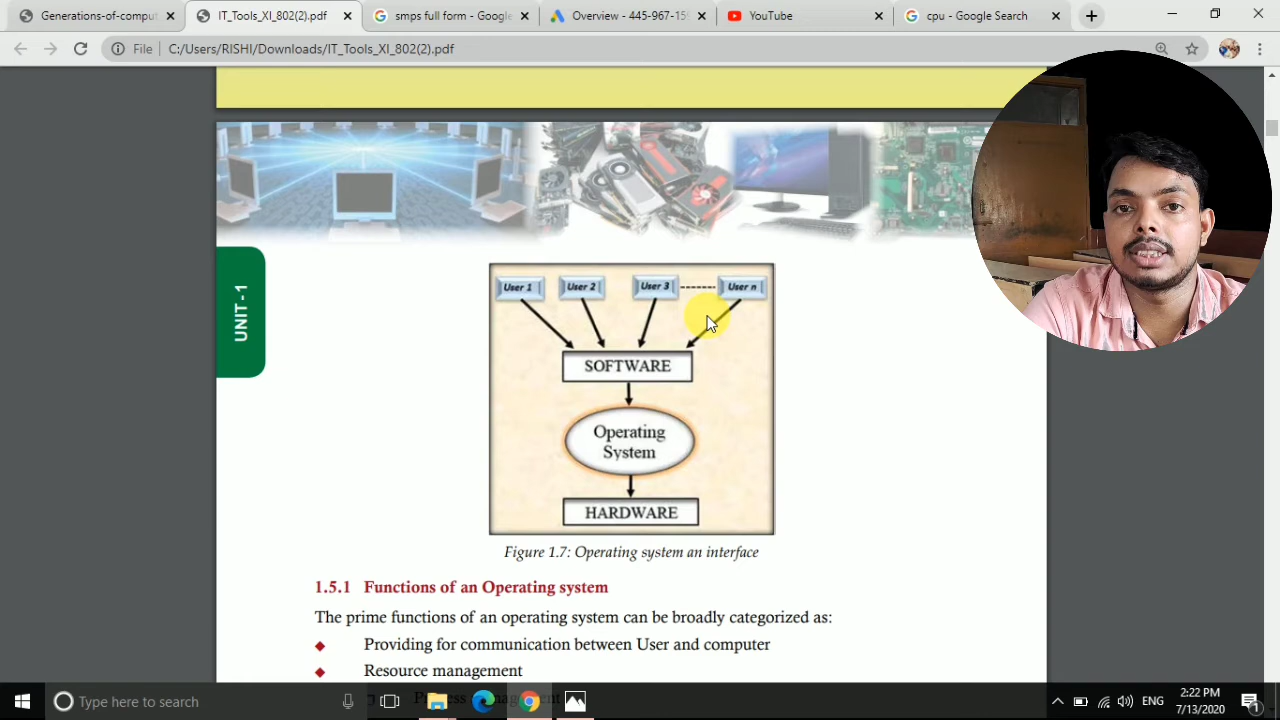 Generations-of-comput
IT_Tools_XI_802(2).pdf
smps full form - Google
Overview - 445-967-155
YouTube
cpu - Google Search
File
C:/Users/RISHI/Downloads/IT_Tools_XI_802(2).pdf
UNIT - 1
User 1 User 2 User 3 -------- User n
SOFTWARE
Operating
System
HARDWARE
Figure 1.7: Operating system an interface
1.5.1 Functions of an Operating system
The prime functions of an operating system can be broadly categorized as:
Providing for communication between User and computer
Resource management
Type here to search
ENG
2:22 PM
7/13/2020
1